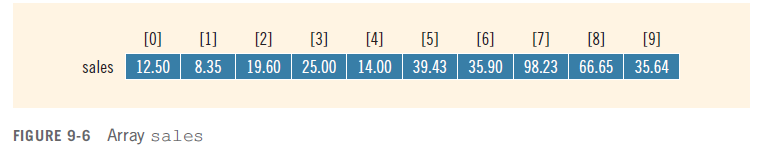 [0] [1] [2] [3] [4] [5] [6] [7] [8] [9]
sales 12.50 8.35 19.60 25.00 14.00 39.43 35.90 98.23 66.65 35.64
FIGURE 9-6 Array sales